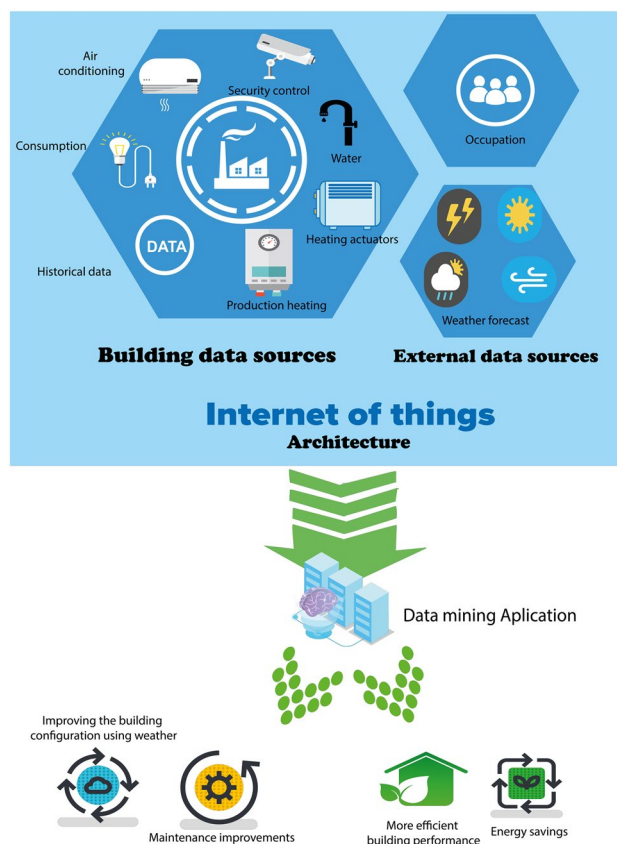 Air
conditioning
Security control
Consumption
Water
DATA
Heating actuators
Historical data
Production heating
Occupation
Weather forecast
Building data sources
External data sources
Internet of things
Architecture
Data mining Aplication
Improving the building
configuration using weather
Maintenance improvements
More efficient
building performance
Energy savings